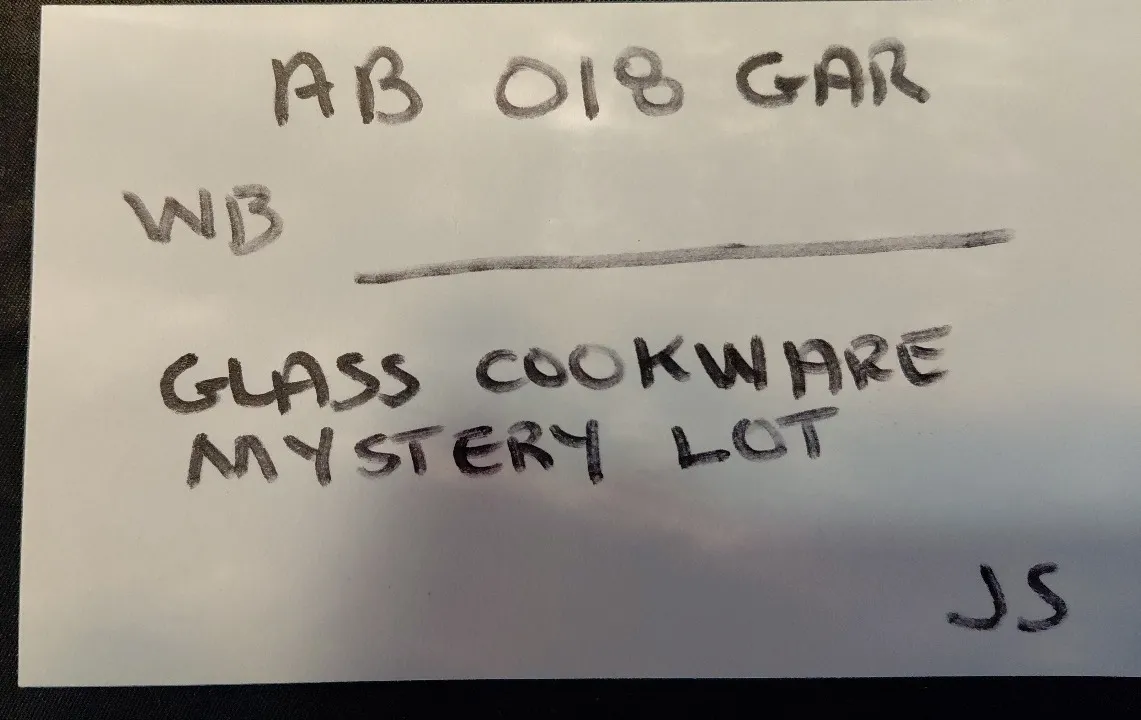 AB 018 GAR
WB
GLASS COOKWARE
MYSTERY LOT
JS